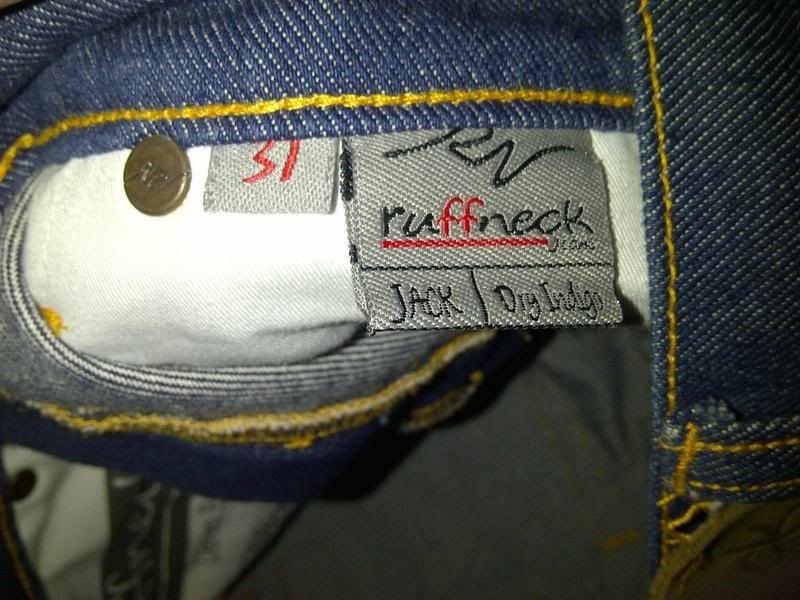 31
ruffneck
Jeans
JACK | Dry Indigo